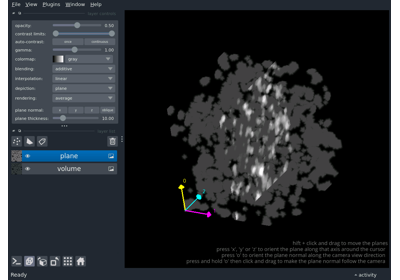 File View Plugins Window Help
opacity: 0.50
contrast limits:
auto-contrast: once continuous
gamma: 1.00
colormap: gray
blending: additive
interpolation: linear
depiction: plane
rendering: average
plane normal: x y z oblique
plane thickness: 10.00
plane
volume
0
shift + click and drag to move the planes
press 'x', 'y' or 'z' to orient the plane along that axis around the cursor
press 'o' to orient the plane normal along the camera view direction
press and hold 'o' then click and drag to make the plane normal follow the camera
Ready
activity